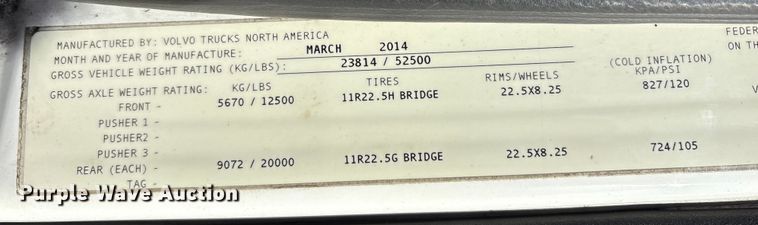 MANUFACTURED BY: VOLVO TRUCKS NORTH AMERICA
MONTH AND YEAR OF MANUFACTURE: MARCH 2014
GROSS VEHICLE WEIGHT RATING (KG/LBS): 23814 / 52500
GROSS AXLE WEIGHT RATING: KG/LBS TIRES RIMS/WHEELS (COLD INFLATION) KPA/PSI
FRONT - 5670 / 12500 11R22.5H BRIDGE 22.5X8.25 827/120
PUSHER 1 -
PUSHER2 -
PUSHER 3 -
REAR (EACH) - 9072 / 20000 11R22.5G BRIDGE 22.5X8.25 724/105
TAG -
FEDER
ON TH
V
Purple Wave Auction